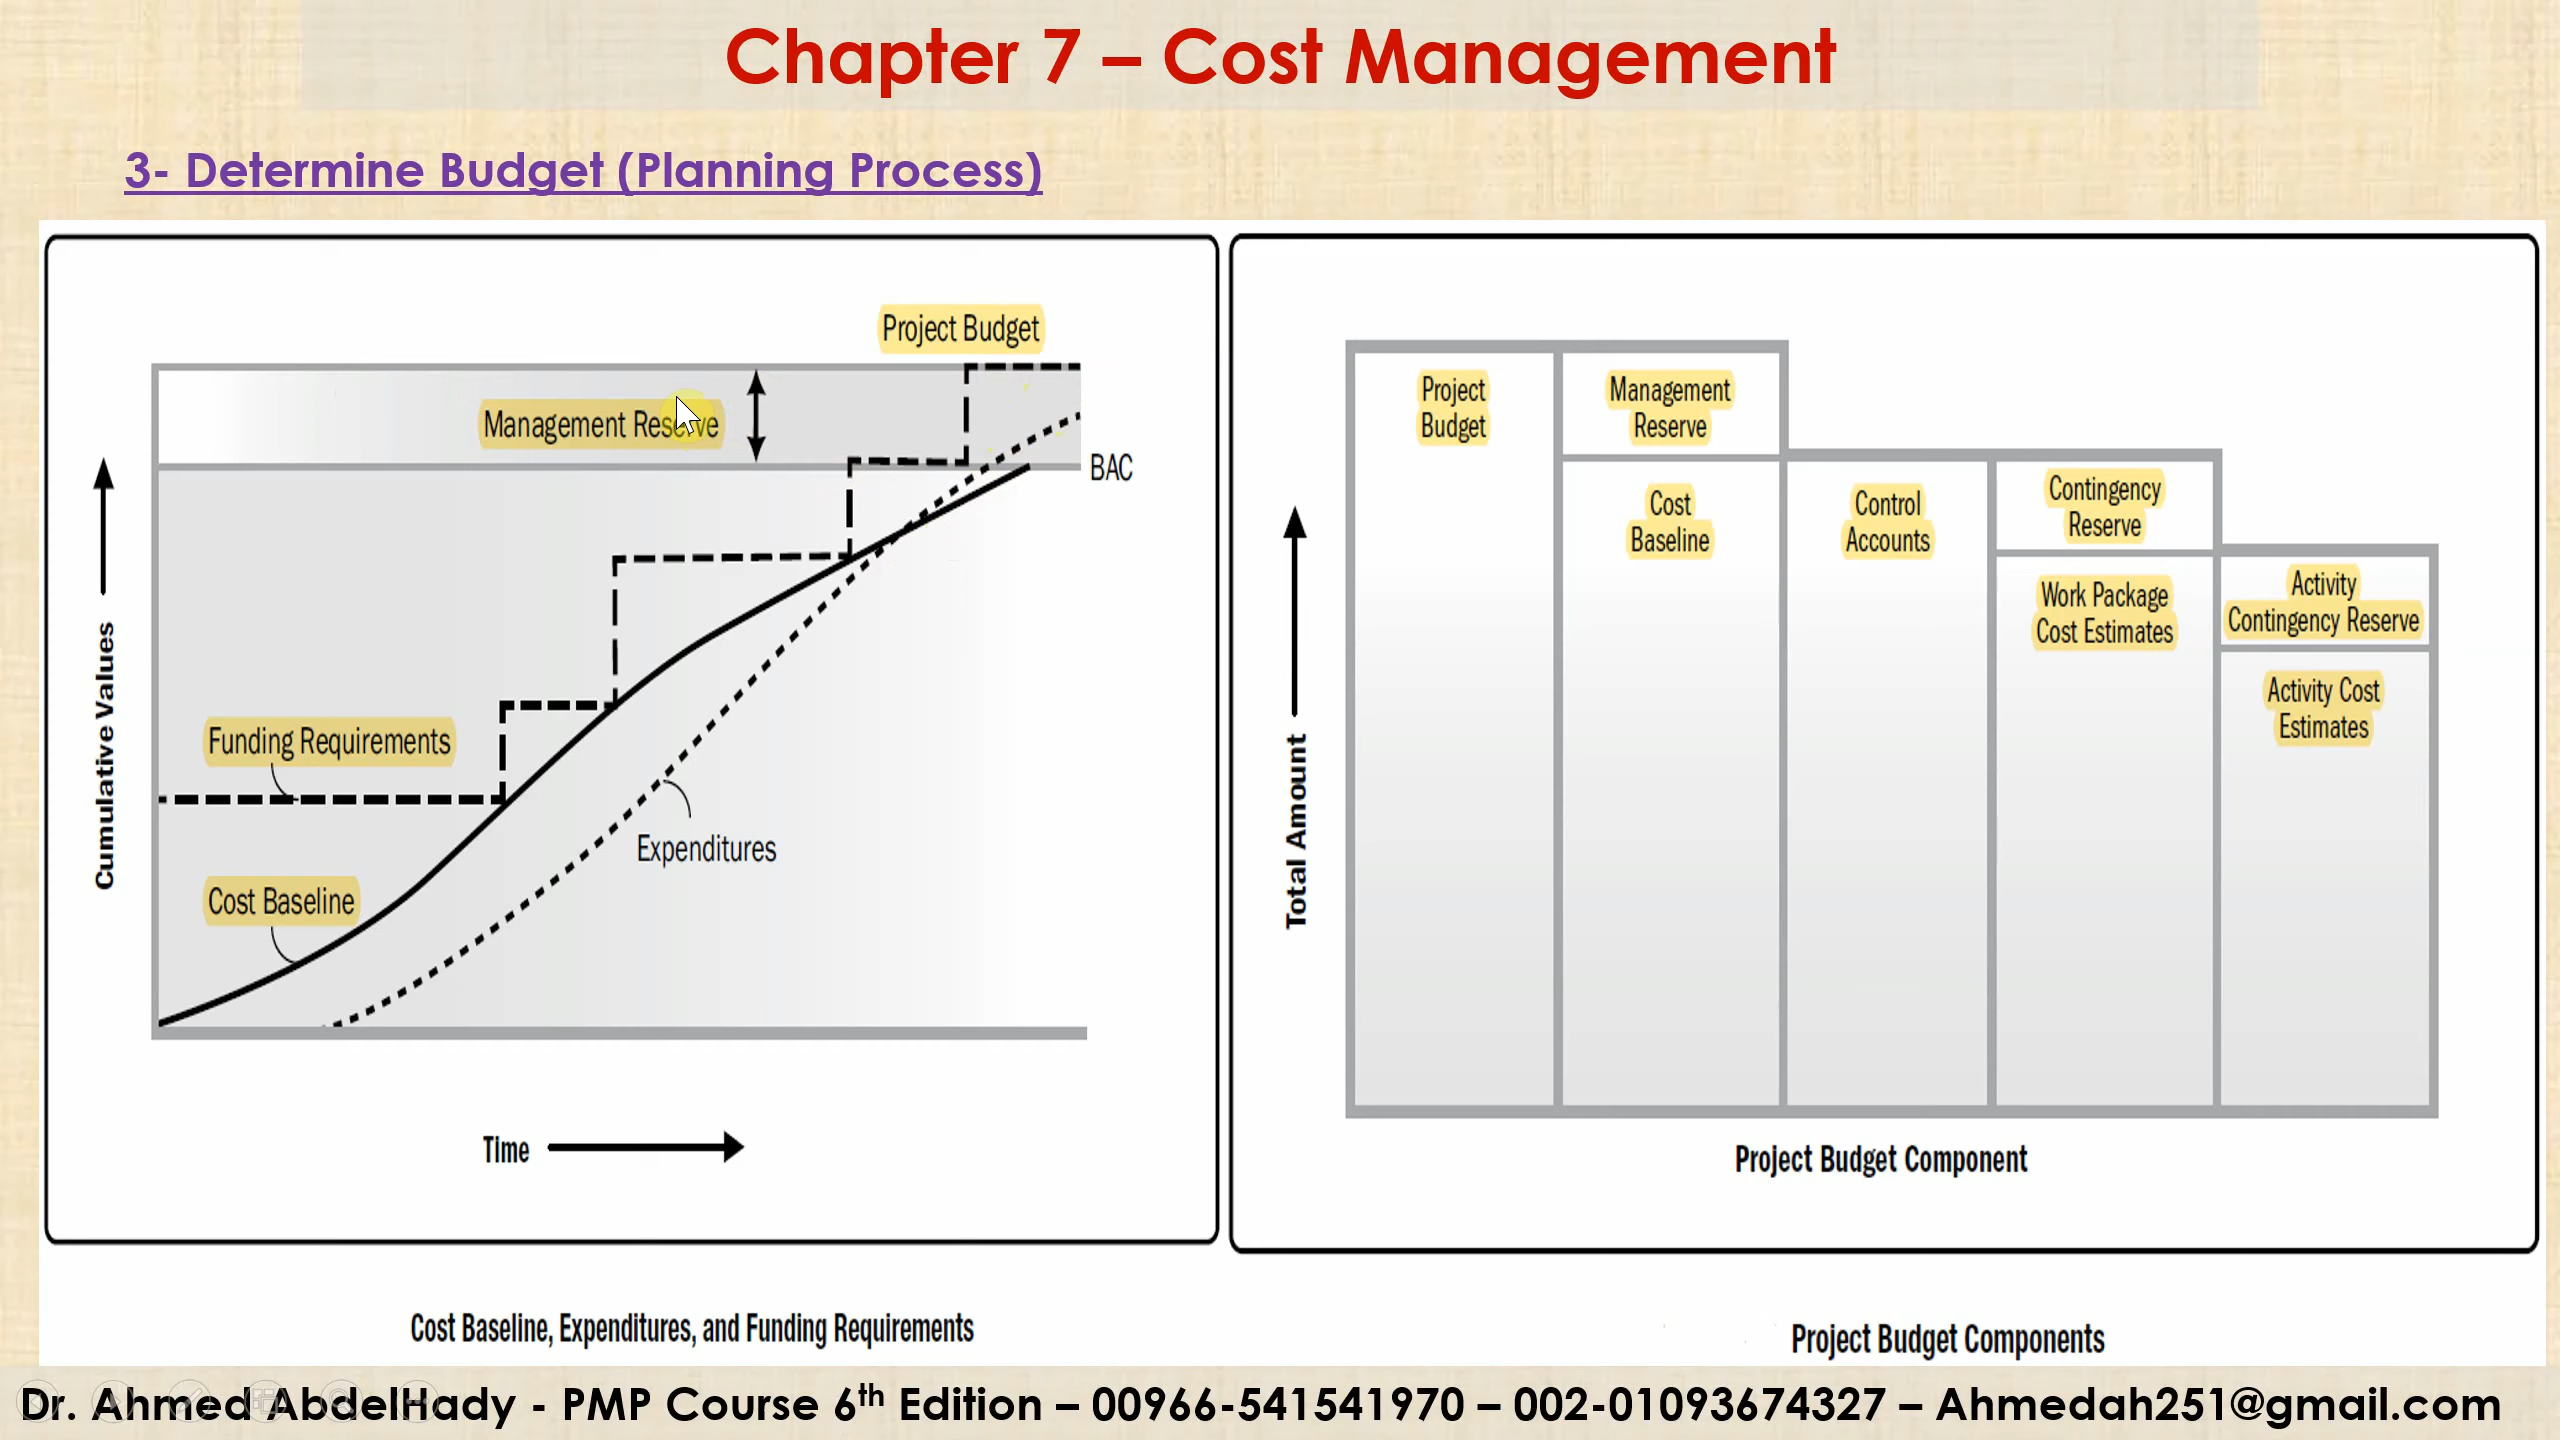 Chapter 7 – Cost Management
3- Determine Budget (Planning Process)
Project Budget
Management Reserve
BAC
Funding Requirements
Expenditures
Cost Baseline
Cumulative Values
Time
Cost Baseline, Expenditures, and Funding Requirements
Project
Budget
Management
Reserve
Cost
Baseline
Control
Accounts
Contingency
Reserve
Work Package
Cost Estimates
Activity
Contingency Reserve
Activity Cost
Estimates
Total Amount
Project Budget Component
Project Budget Components
Dr. Ahmed AbdelHady - PMP Course 6th Edition – 00966-541541970 – 002-01093674327 – Ahmedah251@gmail.com